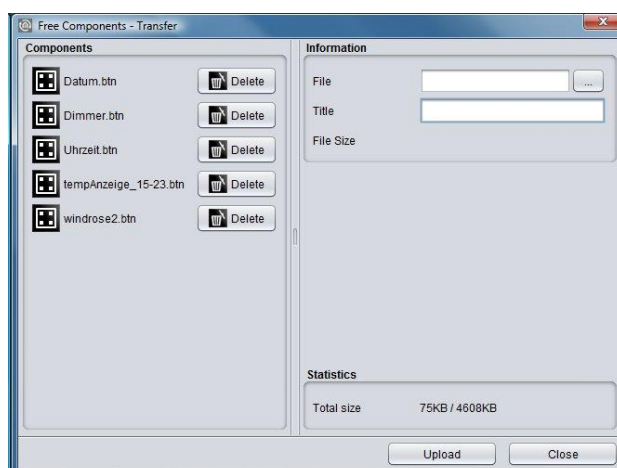 Free Components - Transfer
Components
Datum.btn Delete
Dimmer.btn Delete
Uhrzeit.btn Delete
tempAnzeige_15-23.btn Delete
windrose2.btn Delete
Information
File ...
Title
File Size
Statistics
Total size 75KB / 4608KB
Upload Close